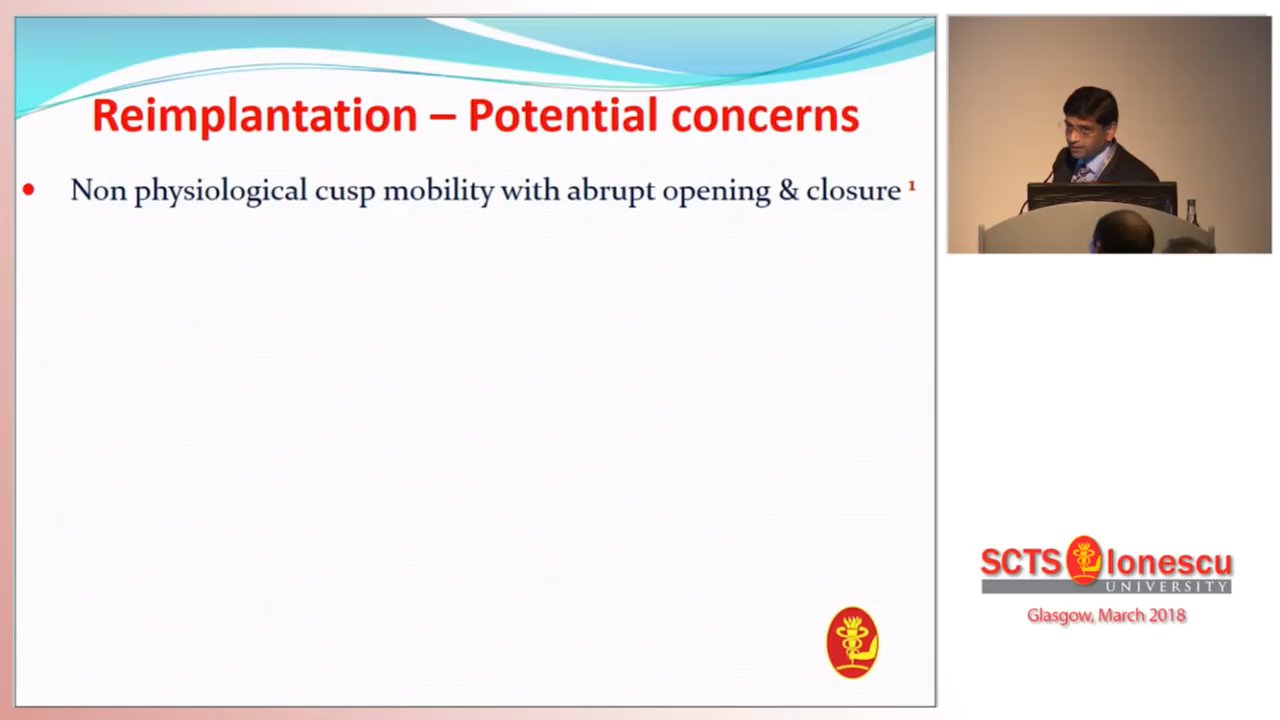 Reimplantation – Potential concerns
• Non physiological cusp mobility with abrupt opening & closure ¹
SCTS Ionescu
UNIVERSITY
Glasgow, March 2018